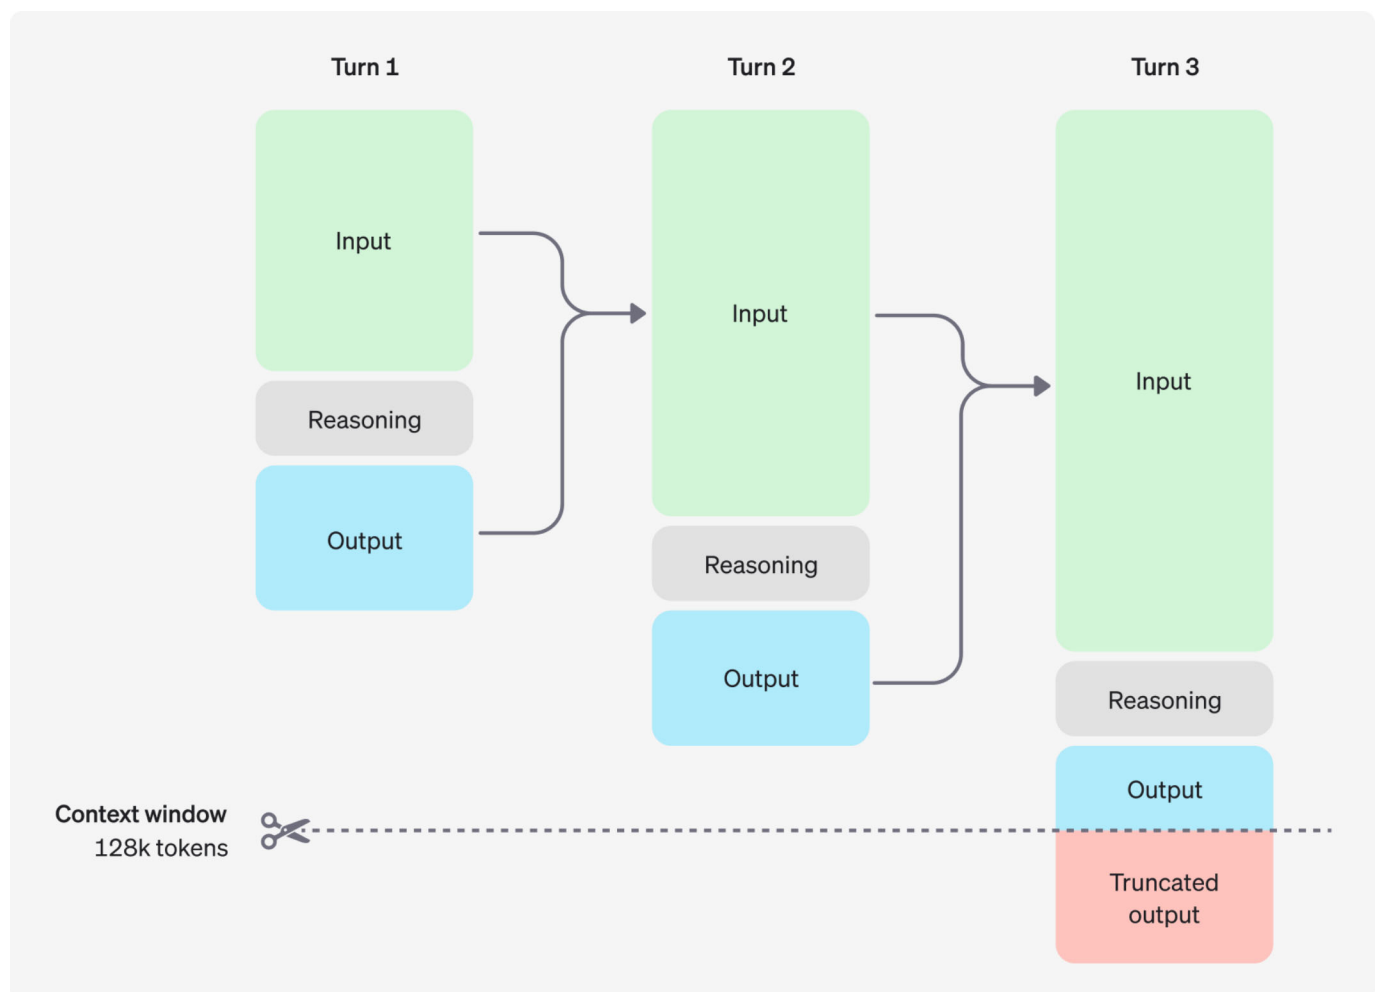 Turn 1
Turn 2
Turn 3
Input
Input
Input
Reasoning
Output
Reasoning
Output
Reasoning
Output
Context window
128k tokens
Truncated
output